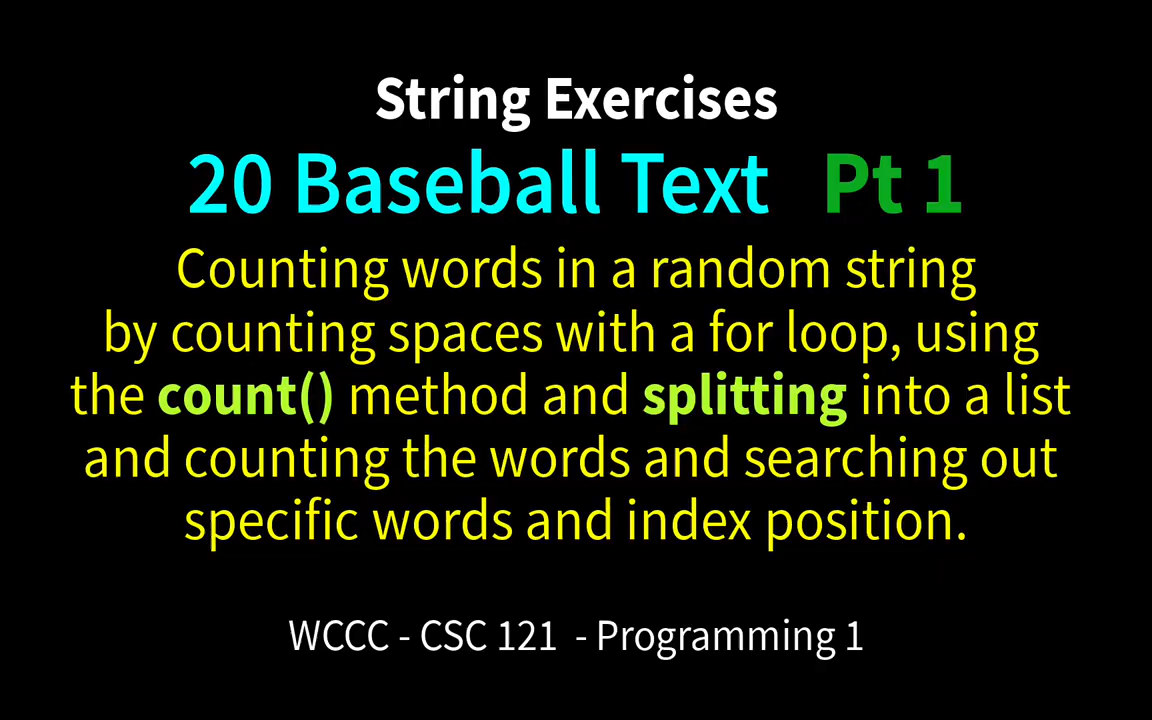 String Exercises
20 Baseball Text Pt 1
Counting words in a random string
by counting spaces with a for loop, using
the count() method and splitting into a list
and counting the words and searching out
specific words and index position.
WCCC - CSC 121 - Programming 1